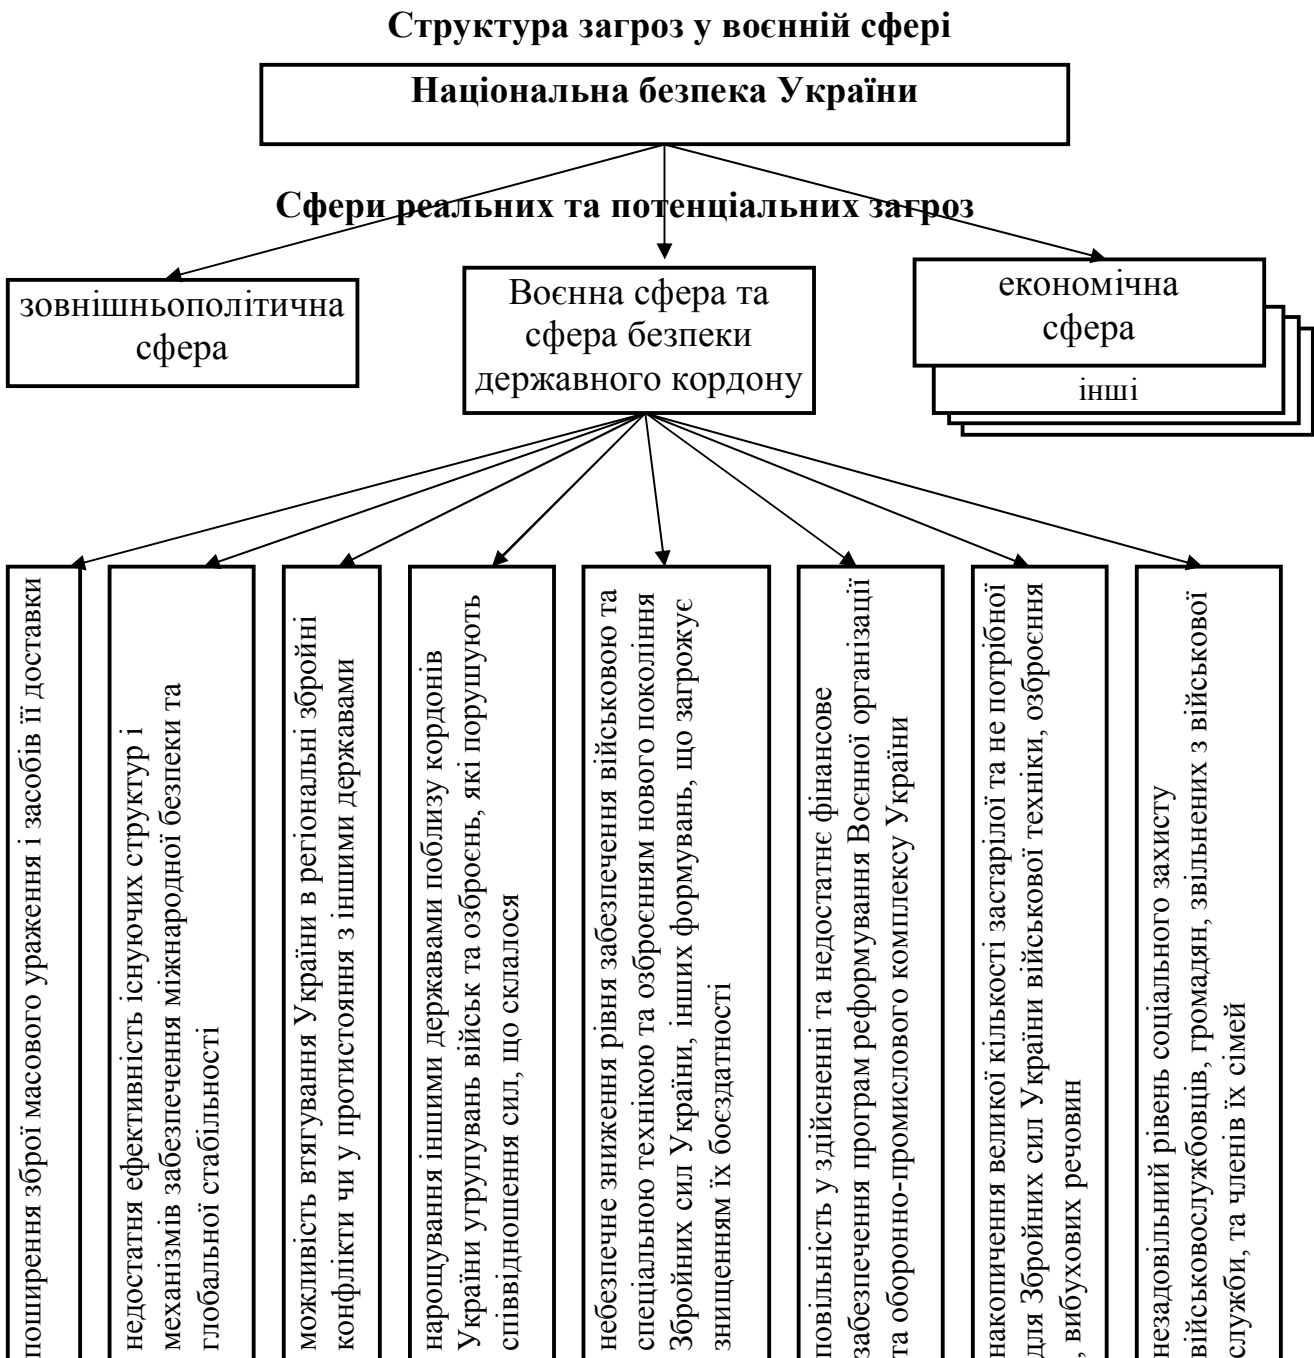 Структура загроз у воєнній сфері
Національна безпека України
Сфери реальних та потенціальних загроз
зовнішньополітична
сфера
Воєнна сфера та
сфера безпеки
державного кордону
економічна
сфера
інші
поширення зброї масового ураження і засобів її доставки
недостатня ефективність існуючих структур і
механізмів забезпечення міжнародної безпеки та
глобальної стабільності
можливість втягування України в регіональні збройні
конфлікти чи у протистояння з іншими державами
нарощування іншими державами поблизу кордонів
України угрупувань військ та озброєнь, які порушують
співвідношення сил, що склалося
небезпечне зниження рівня забезпечення військовою та
спеціальною технікою та озброєнням нового покоління
Збройних сил України, інших формувань, що загрожує
знищенням їх боєздатності
повільність у здійсненні та недостатнє фінансове
забезпечення програм реформування Воєнної організації
та оборонно-промислового комплексу України
накопичення великої кількості застарілої та не потрібної
для Збройних сил України військової техніки, озброєння
, вибухових речовин
незадовільний рівень соціального захисту
військовослужбовців, громадян, звільнених з військової
служби, та членів їх сімей